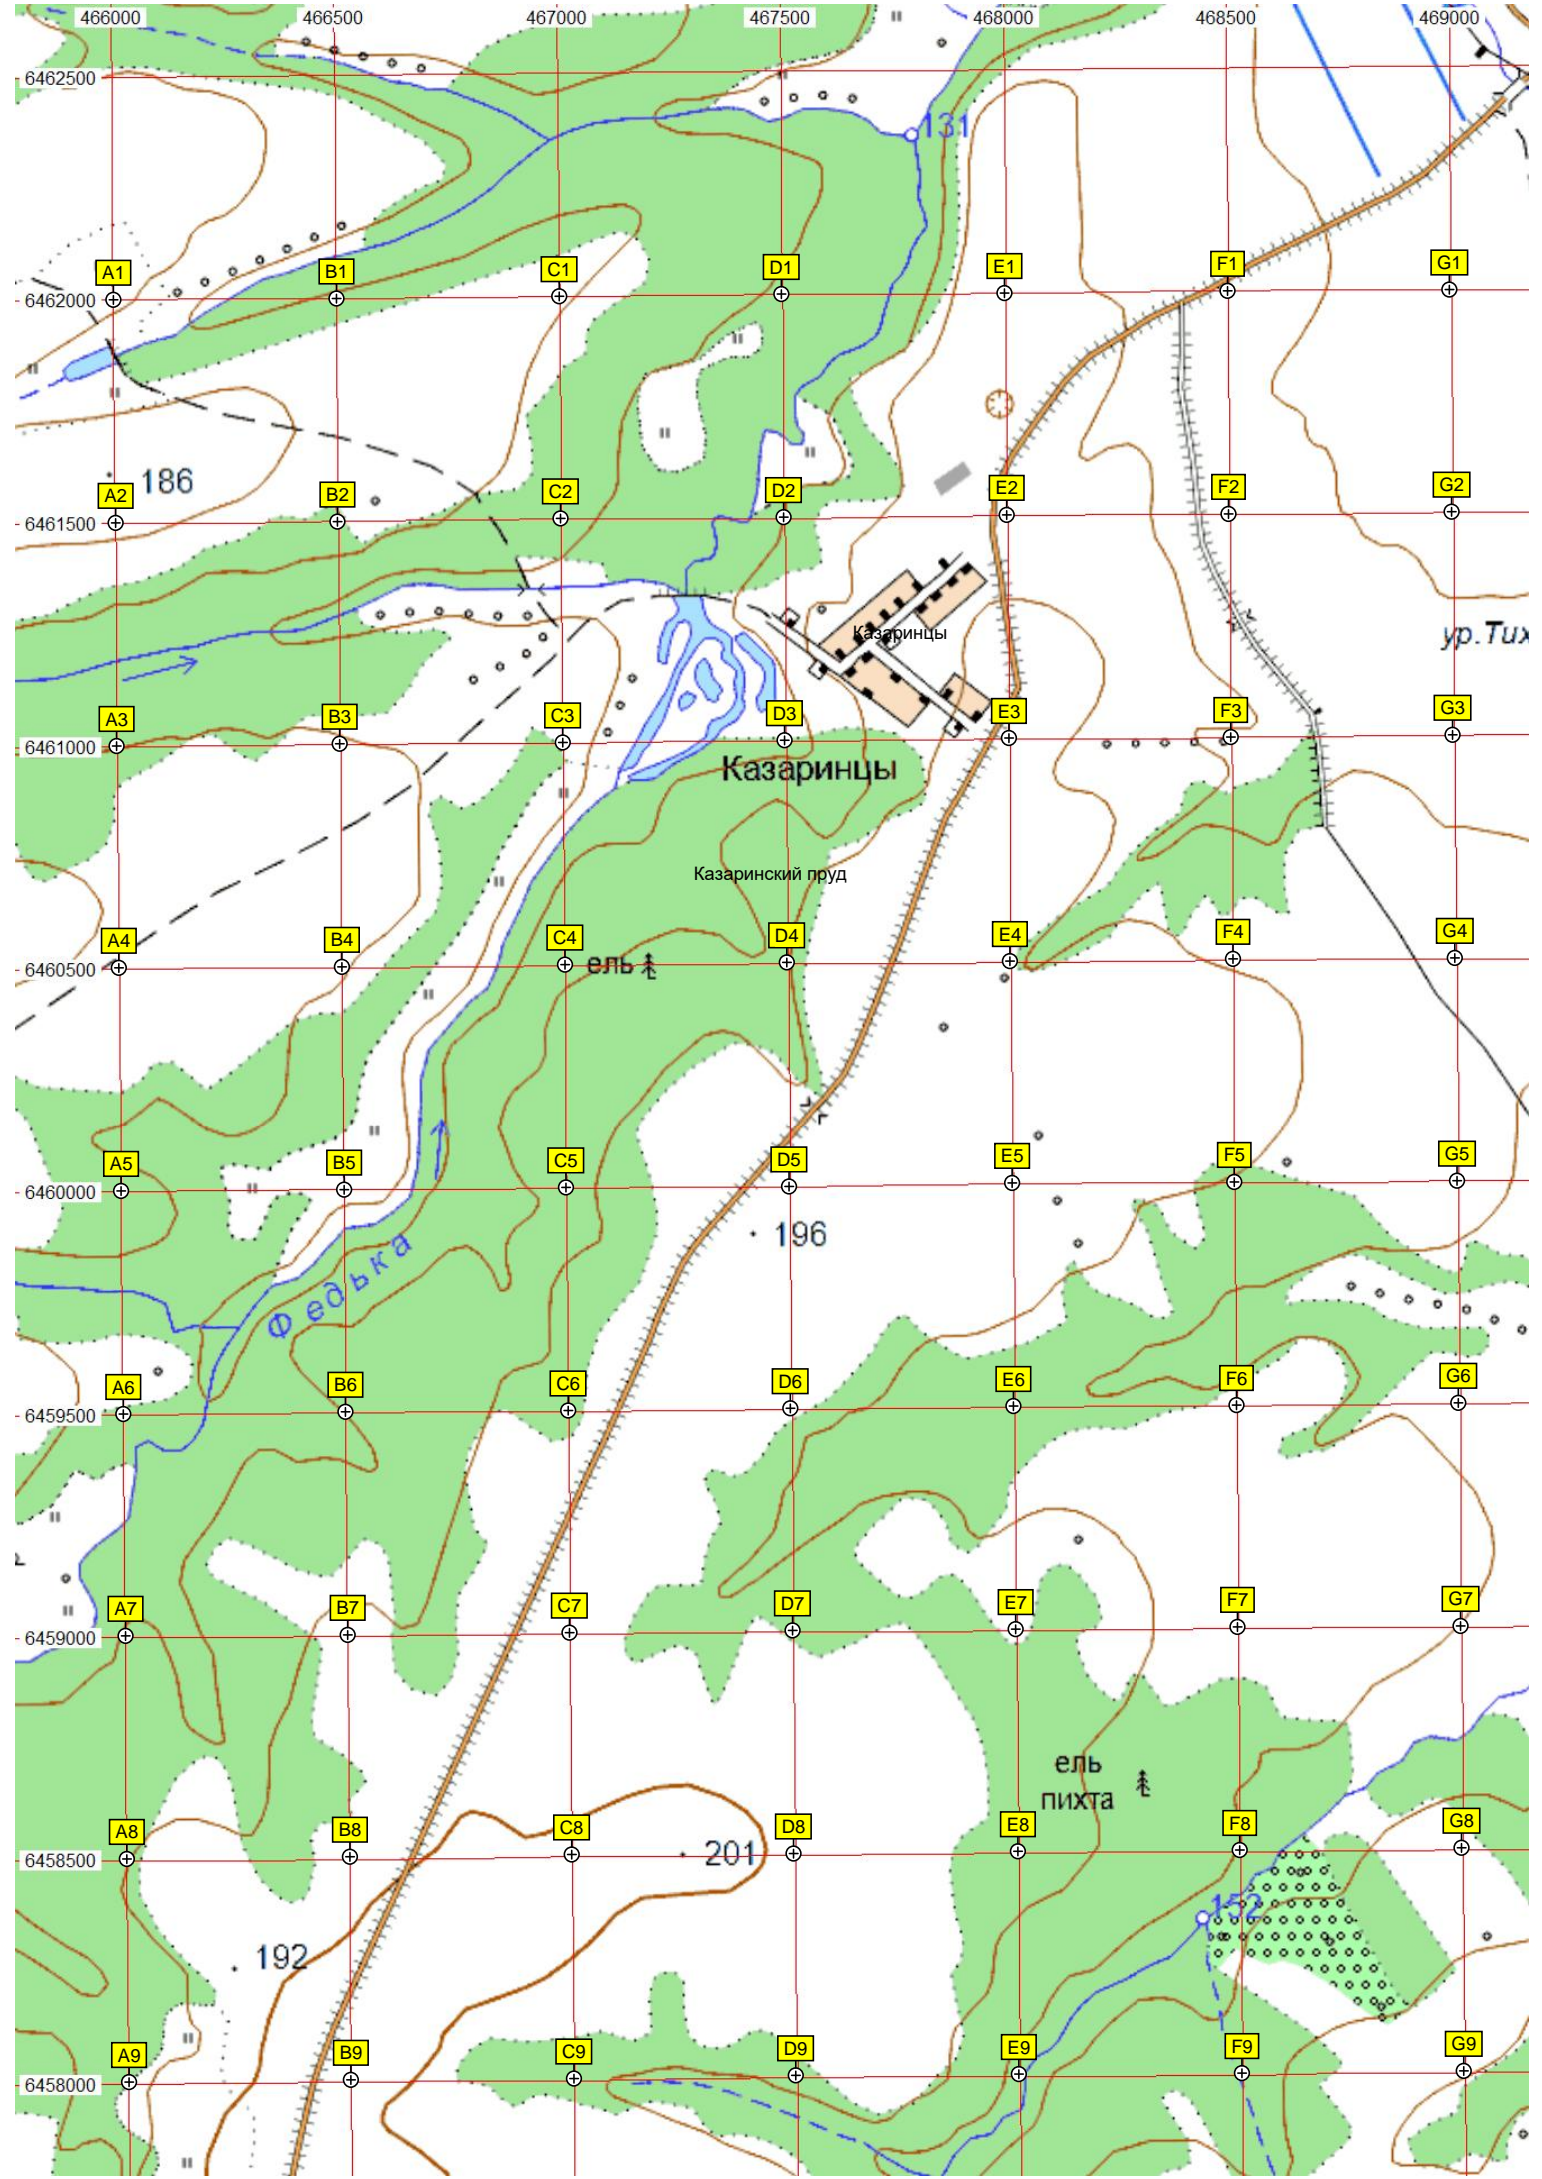 466000 466500 467000 467500 468000 468500 469000
6462500
131
A1 B1 C1 D1 E1 F1 G1
6462000
186
A2 B2 C2 D2 E2 F2 G2
6461500
Казаринцы
ур.Тих
A3 B3 C3 D3 E3 F3 G3
6461000
Казаринцы
Казаринский пруд
A4 B4 C4 D4 E4 F4 G4
6460500
ель
A5 B5 C5 D5 E5 F5 G5
6460000
196
Федька
A6 B6 C6 D6 E6 F6 G6
6459500
A7 B7 C7 D7 E7 F7 G7
6459000
ель
пихта
A8 B8 C8 D8 E8 F8 G8
6458500
201
152
192
A9 B9 C9 D9 E9 F9 G9
6458000